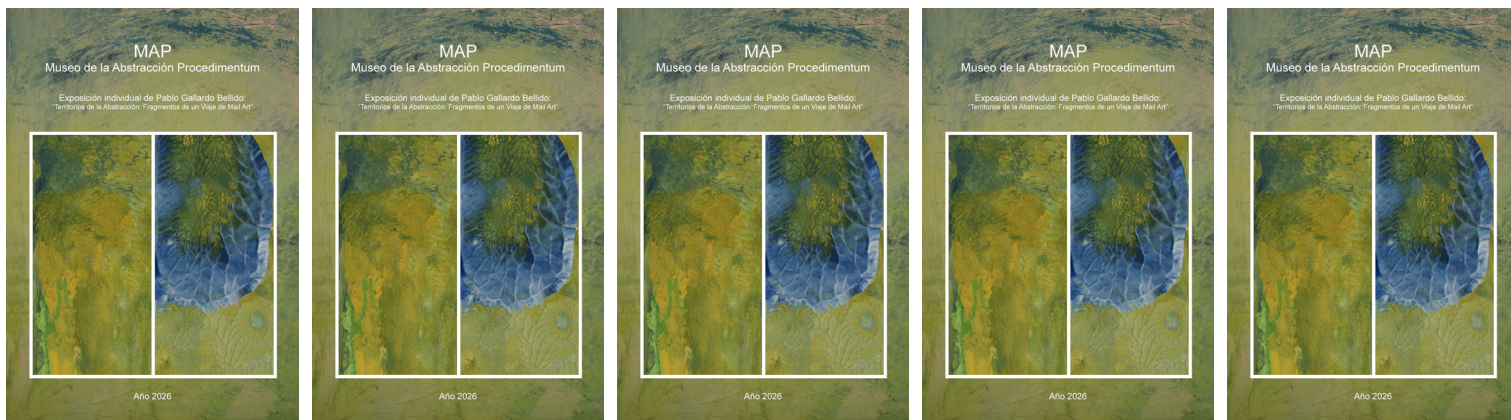 MAP
Museo de la Abstracción Procedimentum
Exposición individual de Pablo Gallardo Bellido:
"Territorios de la Abstracción: Fragmentos de un Viaje de Mail Art"
Año 2026
MAP
Museo de la Abstracción Procedimentum
Exposición individual de Pablo Gallardo Bellido:
"Territorios de la Abstracción: Fragmentos de un Viaje de Mail Art"
Año 2026
MAP
Museo de la Abstracción Procedimentum
Exposición individual de Pablo Gallardo Bellido:
"Territorios de la Abstracción: Fragmentos de un Viaje de Mail Art"
Año 2026
MAP
Museo de la Abstracción Procedimentum
Exposición individual de Pablo Gallardo Bellido:
"Territorios de la Abstracción: Fragmentos de un Viaje de Mail Art"
Año 2026
MAP
Museo de la Abstracción Procedimentum
Exposición individual de Pablo Gallardo Bellido:
"Territorios de la Abstracción: Fragmentos de un Viaje de Mail Art"
Año 2026